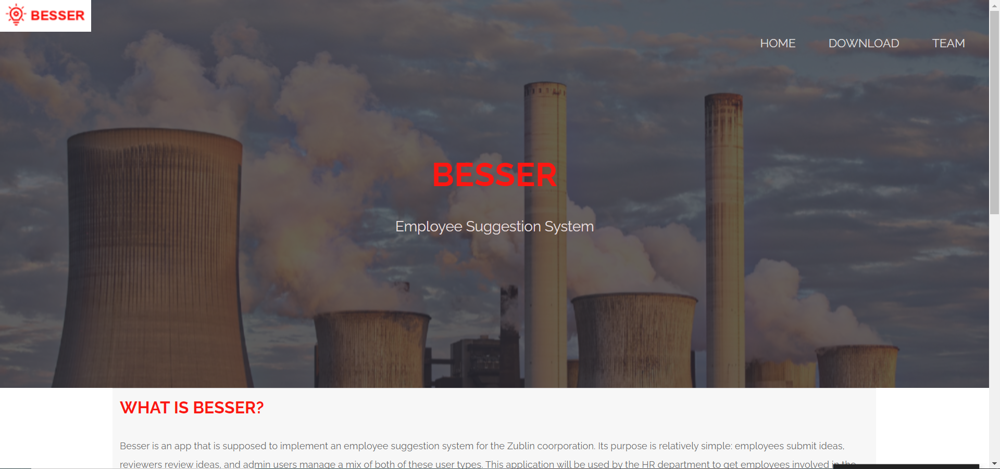 BESSER
HOME DOWNLOAD TEAM
BESSER
Employee Suggestion System
WHAT IS BESSER?
Besser is an app that is supposed to implement an employee suggestion system for the Zublin coorporation. Its purpose is relatively simple: employees submit ideas,
reviewers review ideas, and admin users manage a mix of both of these user types. This application will be used by the HR department to get employees involved in the